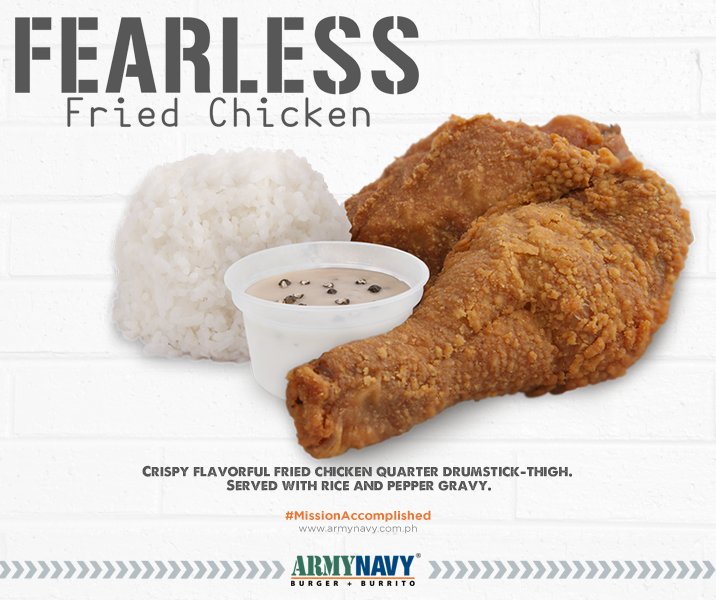 FEARLESS
Fried Chicken
CRISPY FLAVORFUL FRIED CHICKEN QUARTER DRUMSTICK-THIGH.
SERVED WITH RICE AND PEPPER GRAVY.
#MissionAccomplished
www.armynavy.com.ph
ARMYNAVY®
BURGER + BURRITO